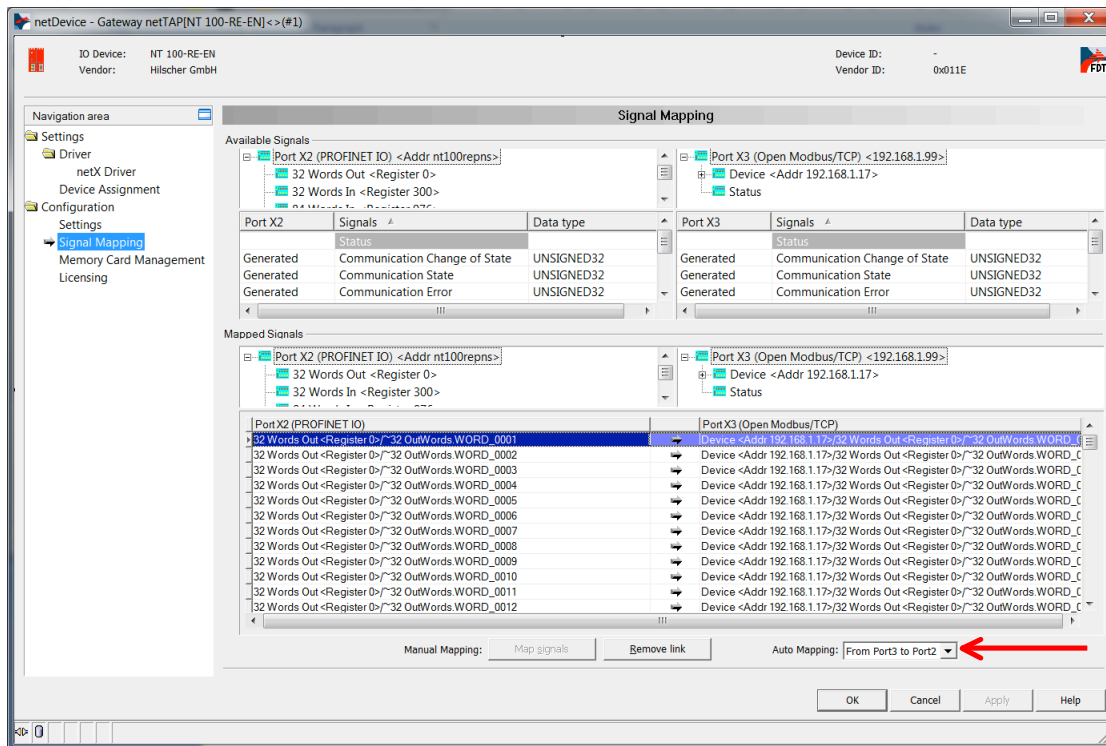 netDevice - Gateway netTAP[NT 100-RE-EN]<>(#1)
IO Device: NT 100-RE-EN
Vendor: Hilscher GmbH
Device ID: -
Vendor ID: 0x011E
FDT
Navigation area
Settings
Driver
netX Driver
Device Assignment
Configuration
Settings
Signal Mapping
Memory Card Management
Licensing
Signal Mapping
Available Signals
Port X2 (PROFINET IO) <Addr nt100repns>
32 Words Out <Register 0>
32 Words In <Register 300>
Port X3 (Open Modbus/TCP) <192.168.1.99>
Device <Addr 192.168.1.17>
Status
Port X2 Signals Data type
Status
Generated Communication Change of State UNSIGNED32
Generated Communication State UNSIGNED32
Generated Communication Error UNSIGNED32
Port X3 Signals Data type
Status
Generated Communication Change of State UNSIGNED32
Generated Communication State UNSIGNED32
Generated Communication Error UNSIGNED32
Mapped Signals
Port X2 (PROFINET IO) <Addr nt100repns>
32 Words Out <Register 0>
32 Words In <Register 300>
Port X3 (Open Modbus/TCP) <192.168.1.99>
Device <Addr 192.168.1.17>
Status
Port X2 (PROFINET IO) Port X3 (Open Modbus/TCP)
32 Words Out <Register 0>/~32 OutWords.WORD_0001 Device <Addr 192.168.1.17>/32 Words Out <Register 0>/~32 OutWords.WORD_0
32 Words Out <Register 0>/~32 OutWords.WORD_0002 Device <Addr 192.168.1.17>/32 Words Out <Register 0>/~32 OutWords.WORD_0
32 Words Out <Register 0>/~32 OutWords.WORD_0003 Device <Addr 192.168.1.17>/32 Words Out <Register 0>/~32 OutWords.WORD_0
32 Words Out <Register 0>/~32 OutWords.WORD_0004 Device <Addr 192.168.1.17>/32 Words Out <Register 0>/~32 OutWords.WORD_0
32 Words Out <Register 0>/~32 OutWords.WORD_0005 Device <Addr 192.168.1.17>/32 Words Out <Register 0>/~32 OutWords.WORD_0
32 Words Out <Register 0>/~32 OutWords.WORD_0006 Device <Addr 192.168.1.17>/32 Words Out <Register 0>/~32 OutWords.WORD_0
32 Words Out <Register 0>/~32 OutWords.WORD_0007 Device <Addr 192.168.1.17>/32 Words Out <Register 0>/~32 OutWords.WORD_0
32 Words Out <Register 0>/~32 OutWords.WORD_0008 Device <Addr 192.168.1.17>/32 Words Out <Register 0>/~32 OutWords.WORD_0
32 Words Out <Register 0>/~32 OutWords.WORD_0009 Device <Addr 192.168.1.17>/32 Words Out <Register 0>/~32 OutWords.WORD_0
32 Words Out <Register 0>/~32 OutWords.WORD_0010 Device <Addr 192.168.1.17>/32 Words Out <Register 0>/~32 OutWords.WORD_0
32 Words Out <Register 0>/~32 OutWords.WORD_0011 Device <Addr 192.168.1.17>/32 Words Out <Register 0>/~32 OutWords.WORD_0
32 Words Out <Register 0>/~32 OutWords.WORD_0012 Device <Addr 192.168.1.17>/32 Words Out <Register 0>/~32 OutWords.WORD_0
Manual Mapping: Map signals Remove link Auto Mapping: From Port3 to Port2
OK Cancel Apply Help